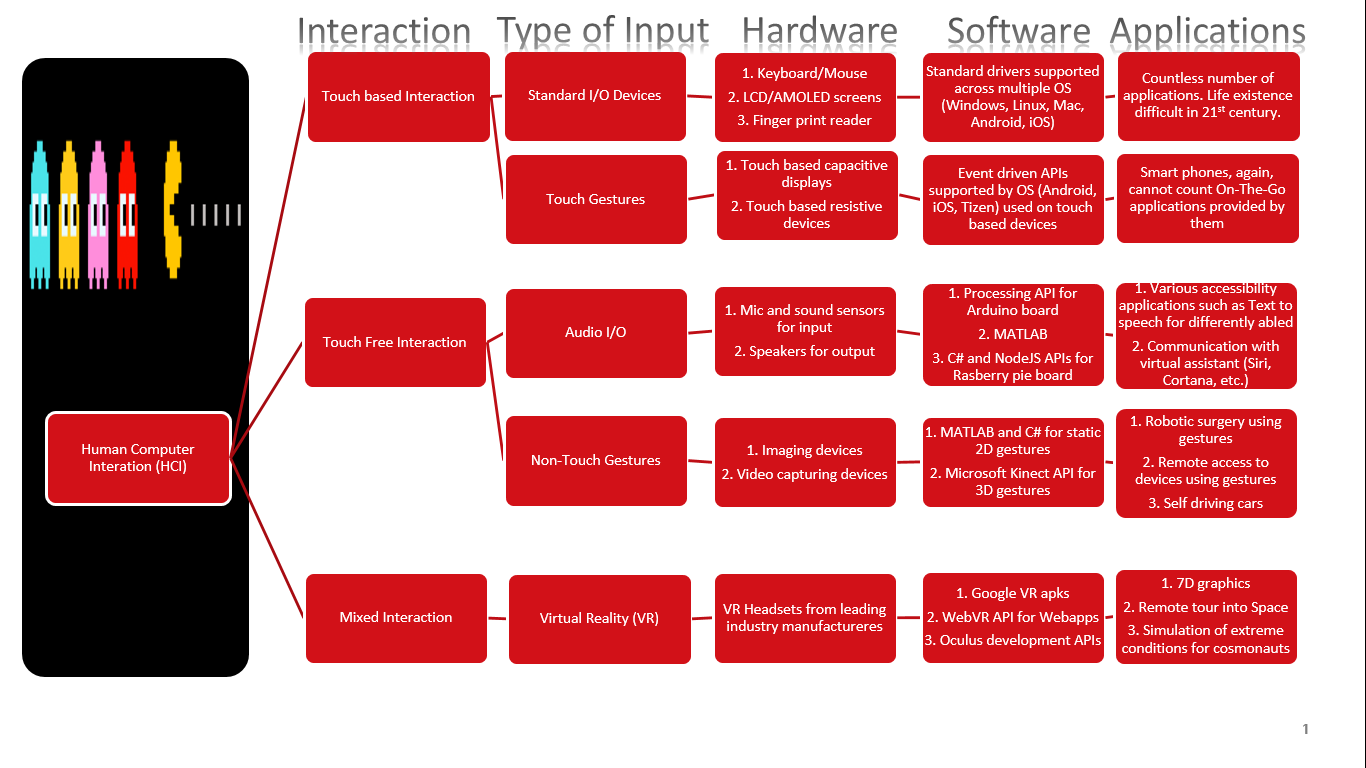 Interaction
Type of Input
Hardware
Software
Applications
Human Computer
Interation (HCI)
Touch based Interaction
Standard I/O Devices
1. Keyboard/Mouse
2. LCD/AMOLED screens
3. Finger print reader
Standard drivers supported
across multiple OS
(Windows, Linux, Mac,
Android, iOS)
Countless number of
applications. Life existence
difficult in 21st century.
Touch Gestures
1. Touch based capacitive
displays
2. Touch based resistive
devices
Event driven APIs
supported by OS (Android,
iOS, Tizen) used on touch
based devices
Smart phones, again,
cannot count On-The-Go
applications provided by
them
Touch Free Interaction
Audio I/O
1. Mic and sound sensors
for input
2. Speakers for output
1. Processing API for
Arduino board
2. MATLAB
3. C# and NodeJS APIs for
Rasberry pie board
1. Various accessibility
applications such as Text to
speech for differently abled
2. Communication with
virtual assistant (Siri,
Cortana, etc.)
Non-Touch Gestures
1. Imaging devices
2. Video capturing devices
1. MATLAB and C# for static
2D gestures
2. Microsoft Kinect API for
3D gestures
1. Robotic surgery using
gestures
2. Remote access to
devices using gestures
3. Self driving cars
Mixed Interaction
Virtual Reality (VR)
VR Headsets from leading
industry manufactureres
1. Google VR apks
2. WebVR API for Webapps
3. Oculus development APIs
1. 7D graphics
2. Remote tour into Space
3. Simulation of extreme
conditions for cosmonauts
1